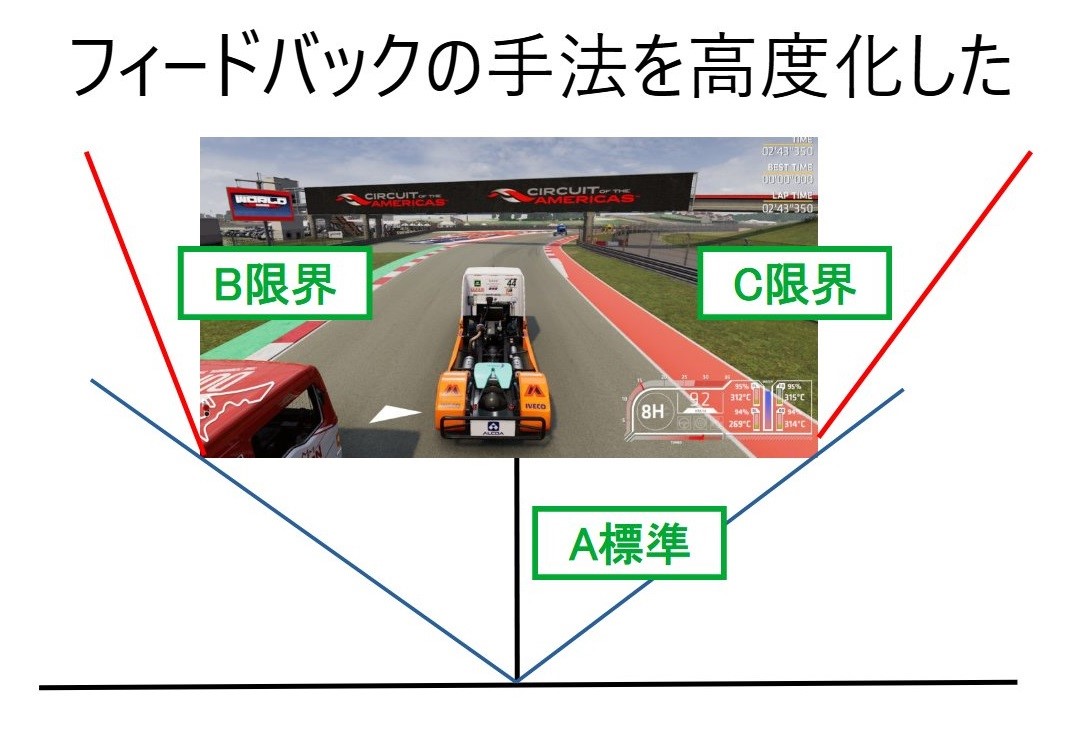 フィードバックの手法を高度化した
TIME
02'43"350
BEST TIME
00'00"000
LAP TIME
02'43"350
CIRCUIT OF THE AMERICAS
CIRCUIT OF THE AMERICAS
WORLD
B限界
C限界
44
IVECO
8H
92
95%
312°C
95%
315°C
94%
269°C
94%
314°C
TURBO
A標準